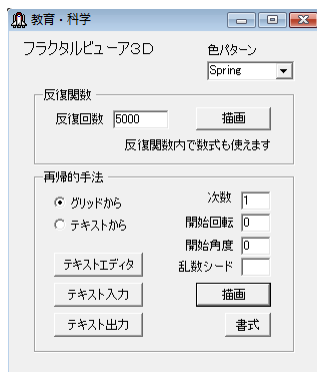 教育・科学
フラクタルビューア3D
色パターン
Spring
反復関数
反復回数 5000 描画
反復関数内で数式も使えます
再帰的手法
グリッドから 次数 1
テキストから 開始回転 0
開始角度 0
テキストエディタ 乱数シード
テキスト入力 描画
テキスト出力 書式